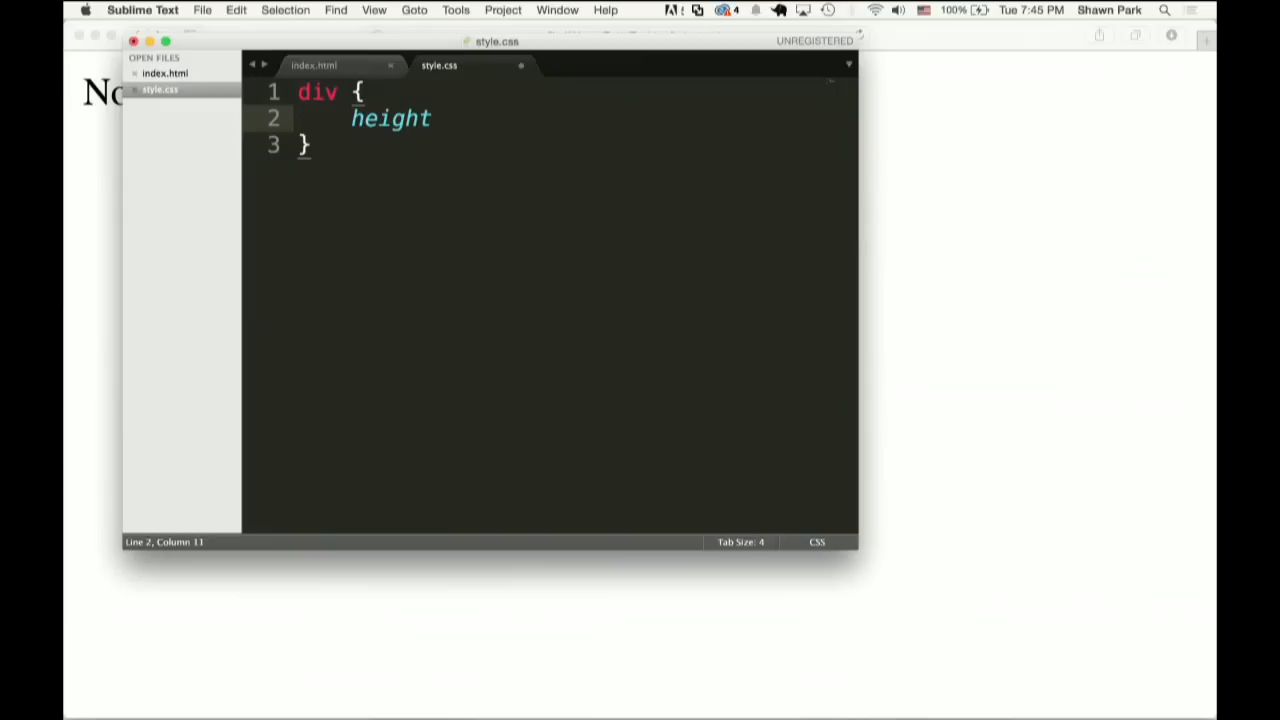 Sublime Text File Edit Selection Find View Goto Tools Project Window Help 4 100% Tue 7:45 PM Shawn Park
style.css UNREGISTERED
OPEN FILES
index.html
style.css
index.html style.css
No
1 div {
2 height
3 }
Line 2, Column 11 Tab Size: 4 CSS